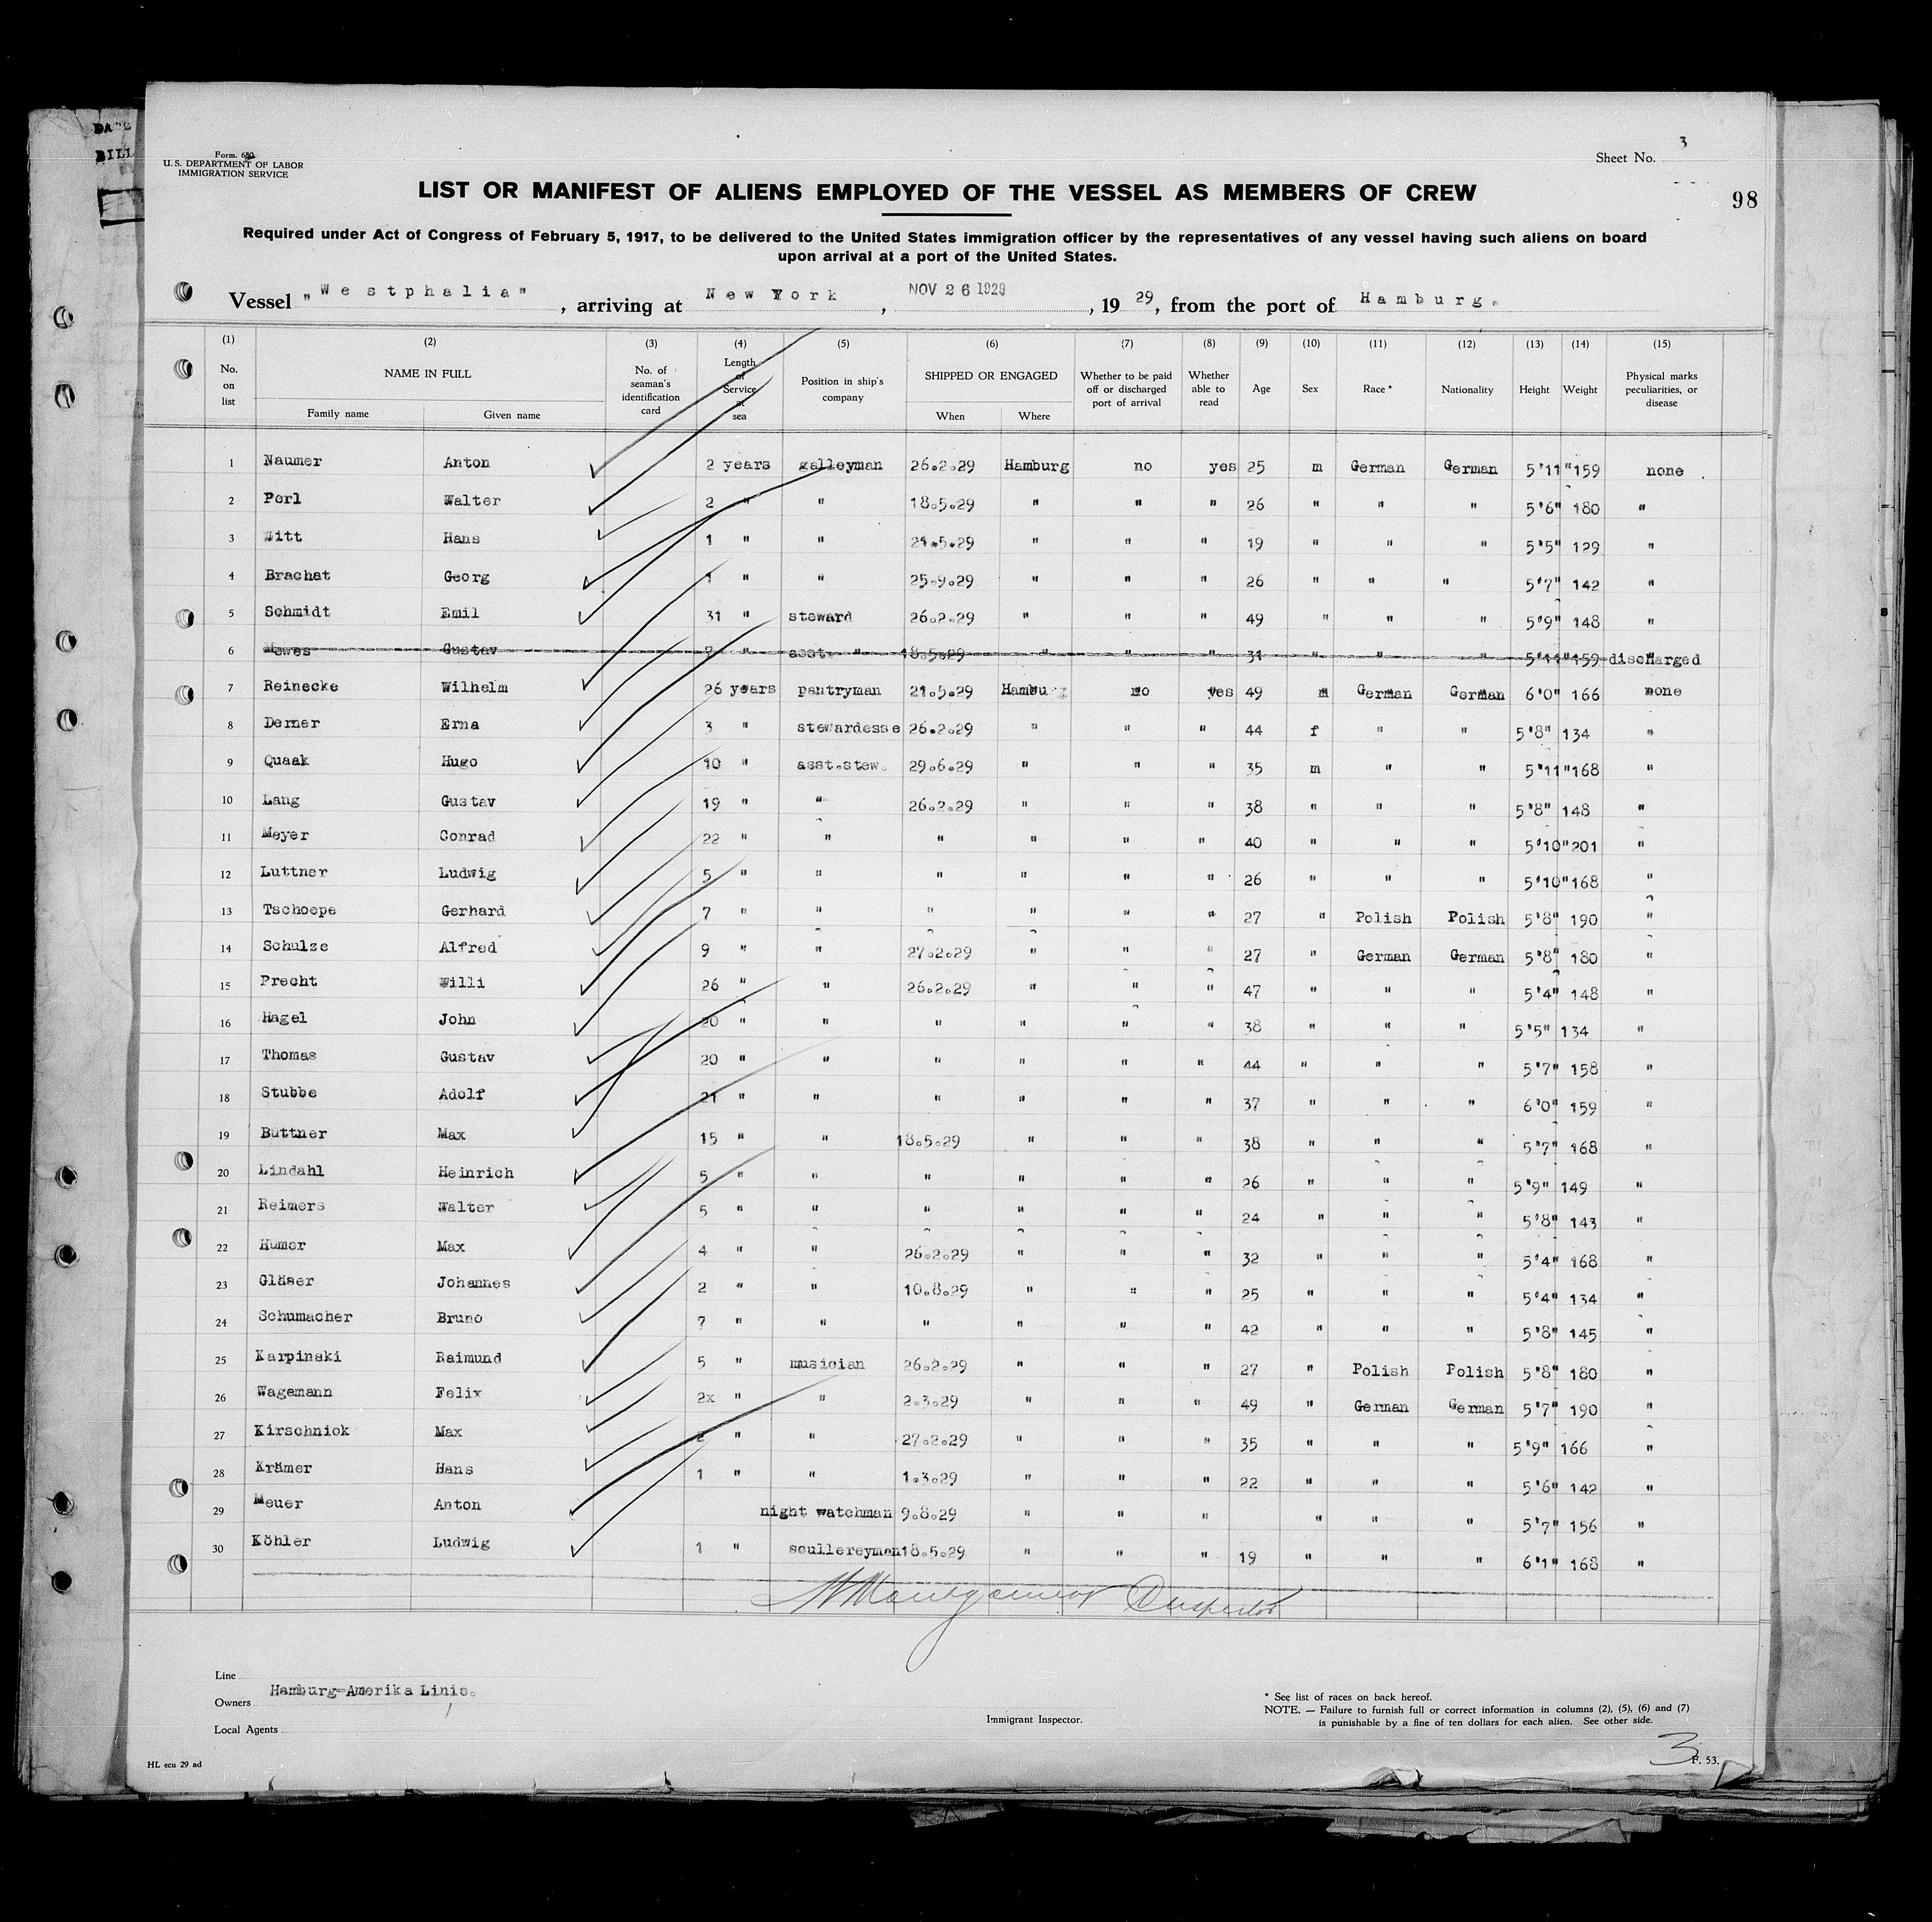 DA
BILL
Form. 680
U. S. DEPARTMENT OF LABOR
IMMIGRATION SERVICE
Sheet No. 3
LIST OR MANIFEST OF ALIENS EMPLOYED OF THE VESSEL AS MEMBERS OF CREW
98
Required under Act of Congress of February 5, 1917, to be delivered to the United States immigration officer by the representatives of any vessel having such aliens on board
upon arrival at a port of the United States.
Vessel "Westphalia", arriving at New York, NOV 26 1929, 1929, from the port of Hamburg.
(1) (2) (3) (4) (5) (6) (7) (8) (9) (10) (11) (12) (13) (14) (15)
No. on list NAME IN FULL Family name Given name No. of seaman's identification card Length of Service at sea Position in ship's company SHIPPED OR ENGAGED When Where Whether to be paid off or discharged port of arrival Whether able to read Age Sex Race * Nationality Height Weight Physical marks peculiarities, or disease
1 Naumer Anton 2 years galleyman 26.2.29 Hamburg no yes 25 m German German 5'11" 159 none
2 Perl Walter 2 " " 18.5.29 " " " 26 " " " 5'6" 180 "
3 Witt Hans 1 " " 21.5.29 " " " 19 " " " 5'5" 129 "
4 Brachat Georg 1 " " 25.9.29 " " " 26 " " " 5'7" 142 "
5 Schmidt Emil 31 " steward 26.2.29 " " " 49 " " " 5'9" 148 "
6 Mewes Gustav 7 " asst. " 18.5.29 " " " 31 " " " 5'11" 159 discharged
7 Reinecke Wilhelm 26 years pantryman 21.5.29 Hamburg no yes 49 m German German 6'0" 166 none
8 Demer Erna 3 " stewardesse 26.2.29 " " " 44 f " " 5'8" 134 "
9 Quaak Hugo 10 " asst.stew. 29.6.29 " " " 35 m " " 5'11" 168 "
10 Lang Gustav 19 " " 26.2.29 " " " 38 " " " 5'8" 148 "
11 Meyer Conrad 22 " " " " " " 40 " " " 5'10" 201 "
12 Luttner Ludwig 5 " " " " " " 26 " " " 5'10" 168 "
13 Tschoepe Gerhard 7 " " " " " " 27 " Polish Polish 5'8" 190 "
14 Schulze Alfred 9 " " 27.2.29 " " " 27 " German German 5'8" 180 "
15 Precht Willi 26 " " 26.2.29 " " " 47 " " " 5'4" 148 "
16 Hagel John 20 " " " " " " 38 " " " 5'5" 134 "
17 Thomas Gustav 20 " " " " " " 44 " " " 5'7" 158 "
18 Stubbe Adolf 21 " " " " " " 37 " " " 6'0" 159 "
19 Buttner Max 15 " " 18.5.29 " " " 38 " " " 5'7" 168 "
20 Lindahl Heinrich 5 " " " " " " 26 " " " 5'9" 149 "
21 Reimers Walter 5 " " " " " " 24 " " " 5'8" 143 "
22 Humer Max 4 " " 26.2.29 " " " 32 " " " 5'4" 168 "
23 Gläser Johannes 2 " " 10.8.29 " " " 25 " " " 5'4" 134 "
24 Schumacher Bruno 7 " " " " " " 42 " " " 5'8" 145 "
25 Karpinski Raimund 5 " musician 26.2.29 " " " 27 " Polish Polish 5'8" 180 "
26 Wagemann Felix 2x " " 2.3.29 " " " 49 " German German 5'7" 190 "
27 Kirschniok Max 2 " " 27.2.29 " " " 35 " " " 5'9" 166 "
28 Krämer Hans 1 " " 1.3.29 " " " 22 " " " 5'6" 142 "
29 Meuer Anton night watchman 9.8.29 " " " " " " 5'7" 156 "
30 Köhler Ludwig 1 " scullereyman 18.5.29 " " " 19 " " " 6'1" 168 "
Inspector
Line
Owners Hamburg-Amerika Linie.
Local Agents
Immigrant Inspector.
* See list of races on back hereof.
NOTE. — Failure to furnish full or correct information in columns (2), (5), (6) and (7)
is punishable by a fine of ten dollars for each alien. See other side.
HL ecu 29 ad
3
F. 53.